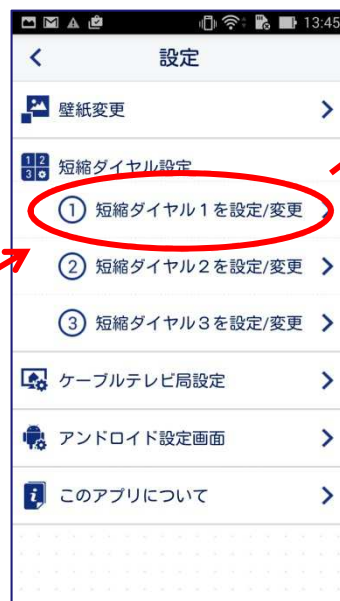 13:45
設定
壁紙変更
短縮ダイヤル設定
① 短縮ダイヤル1を設定/変更
② 短縮ダイヤル2を設定/変更
③ 短縮ダイヤル3を設定/変更
ケーブルテレビ局設定
アンドロイド設定画面
このアプリについて